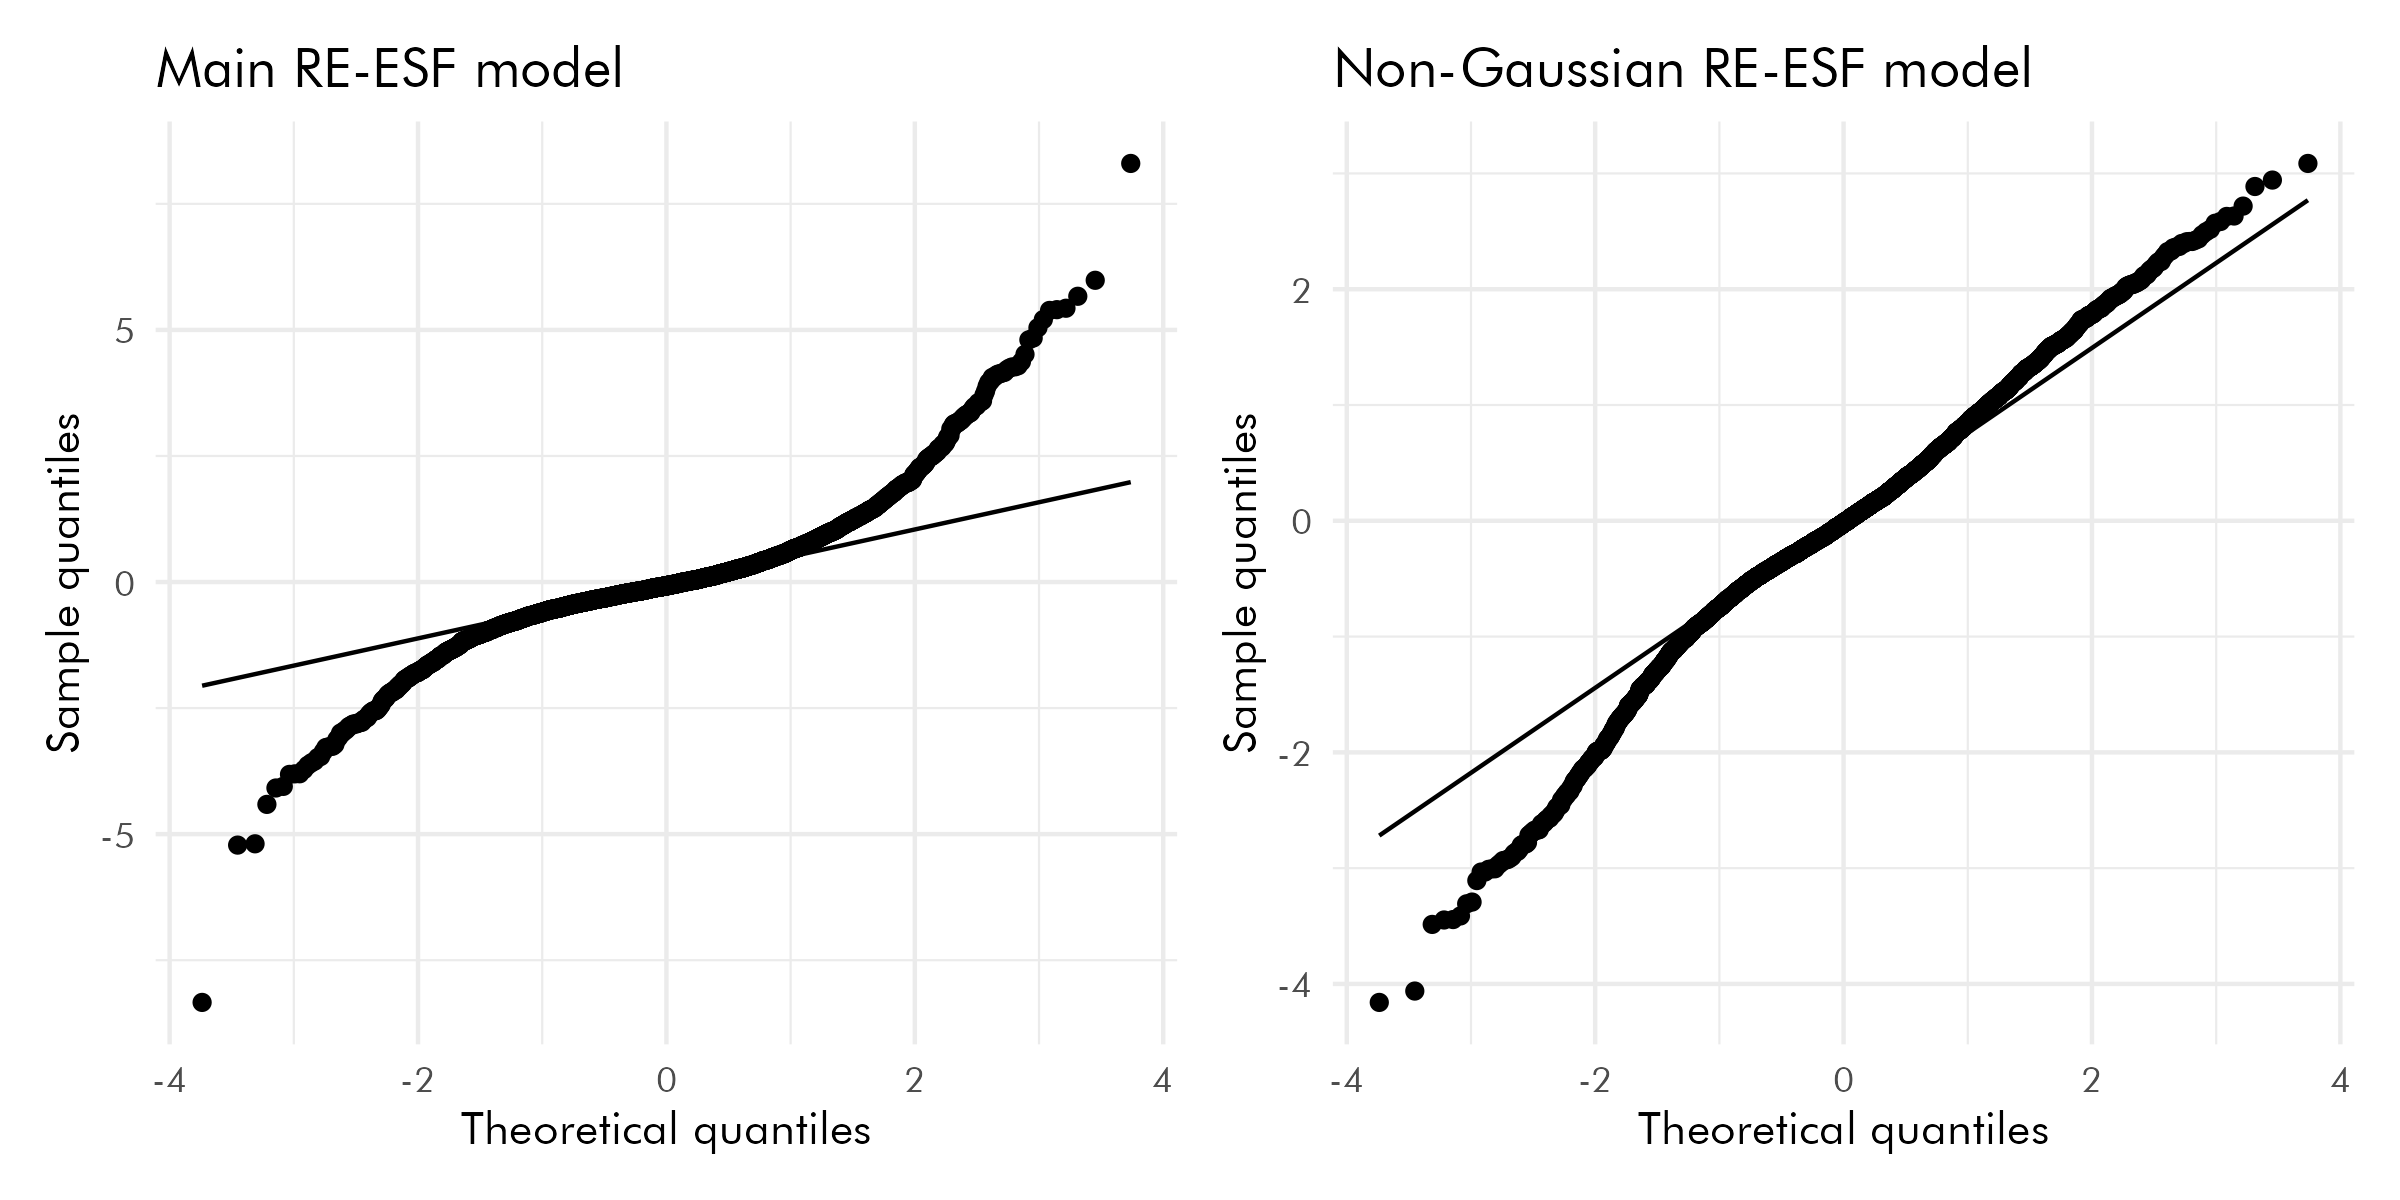 Main RE-ESF model
Sample quantiles
5
0
-5
-4 -2 0 2 4
Theoretical quantiles
Non-Gaussian RE-ESF model
Sample quantiles
2
0
-2
-4
-4 -2 0 2 4
Theoretical quantiles